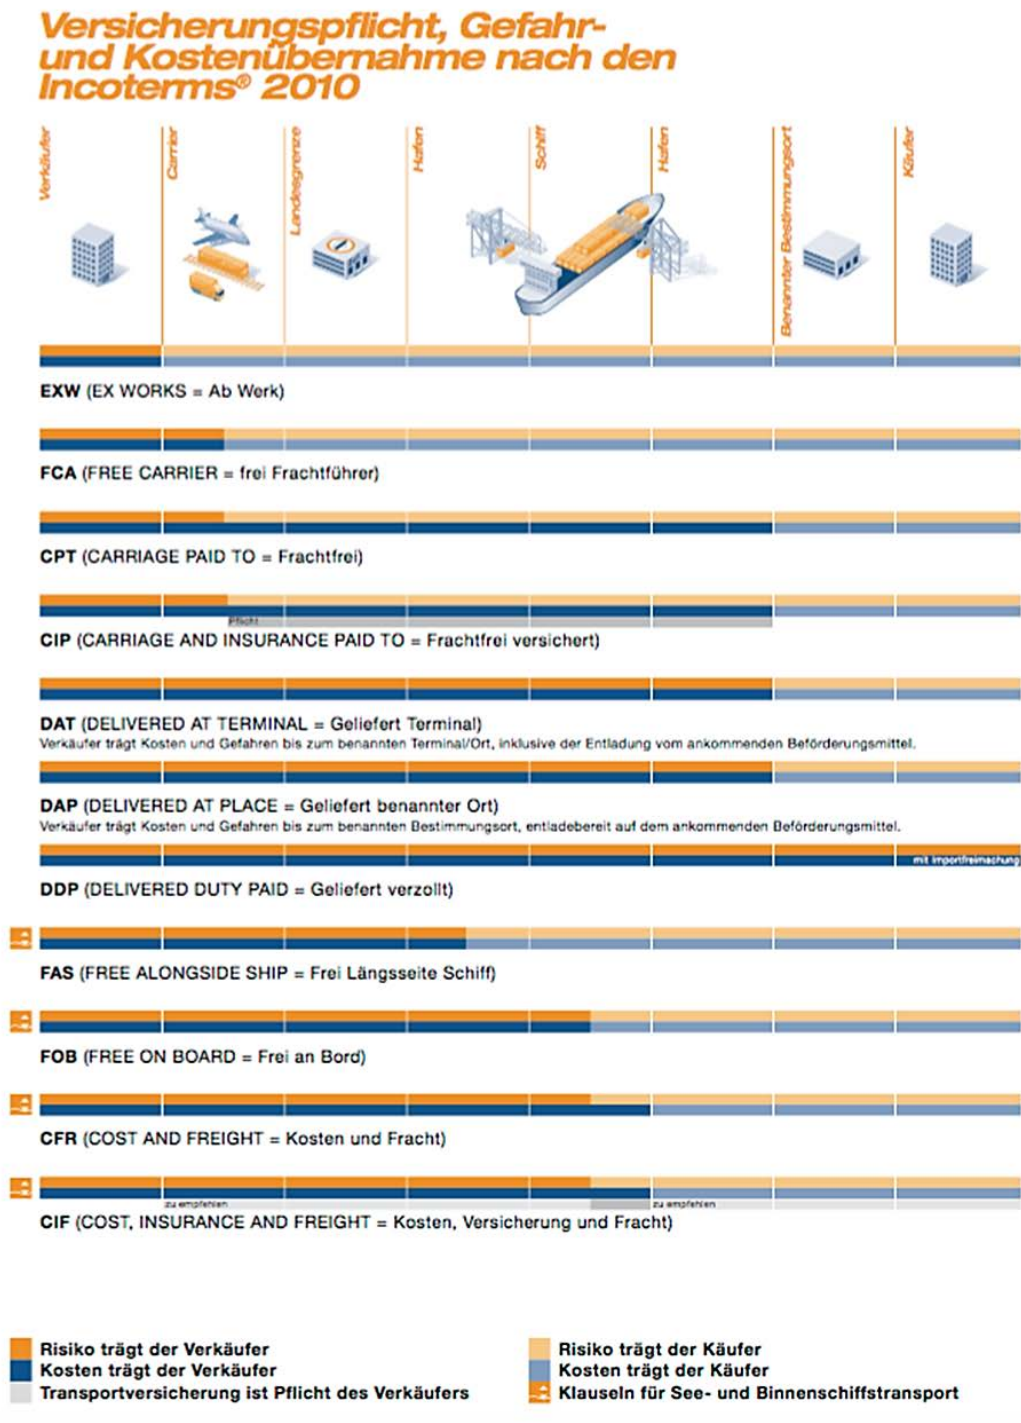 Versicherungspflicht, Gefahr-
und Kostenübernahme nach den
Incoterms® 2010
Verkäufer
Carrier
Landesgrenze
Hafen
Schiff
Hafen
Benannter Bestimmungsort
Käufer
EXW (EX WORKS = Ab Werk)
FCA (FREE CARRIER = frei Frachtführer)
CPT (CARRIAGE PAID TO = Frachtfrei)
Pflicht
CIP (CARRIAGE AND INSURANCE PAID TO = Frachtfrei versichert)
DAT (DELIVERED AT TERMINAL = Geliefert Terminal)
Verkäufer trägt Kosten und Gefahren bis zum benannten Terminal/Ort, inklusive der Entladung vom ankommenden Beförderungsmittel.
DAP (DELIVERED AT PLACE = Geliefert benannter Ort)
Verkäufer trägt Kosten und Gefahren bis zum benannten Bestimmungsort, entladebereit auf dem ankommenden Beförderungsmittel.
mit Importfreimachung
DDP (DELIVERED DUTY PAID = Geliefert verzollt)
FAS (FREE ALONGSIDE SHIP = Frei Längsseite Schiff)
FOB (FREE ON BOARD = Frei an Bord)
CFR (COST AND FREIGHT = Kosten und Fracht)
zu empfehlen zu empfehlen
CIF (COST, INSURANCE AND FREIGHT = Kosten, Versicherung und Fracht)
Risiko trägt der Verkäufer
Kosten trägt der Verkäufer
Transportversicherung ist Pflicht des Verkäufers
Risiko trägt der Käufer
Kosten trägt der Käufer
Klauseln für See- und Binnenschiffstransport